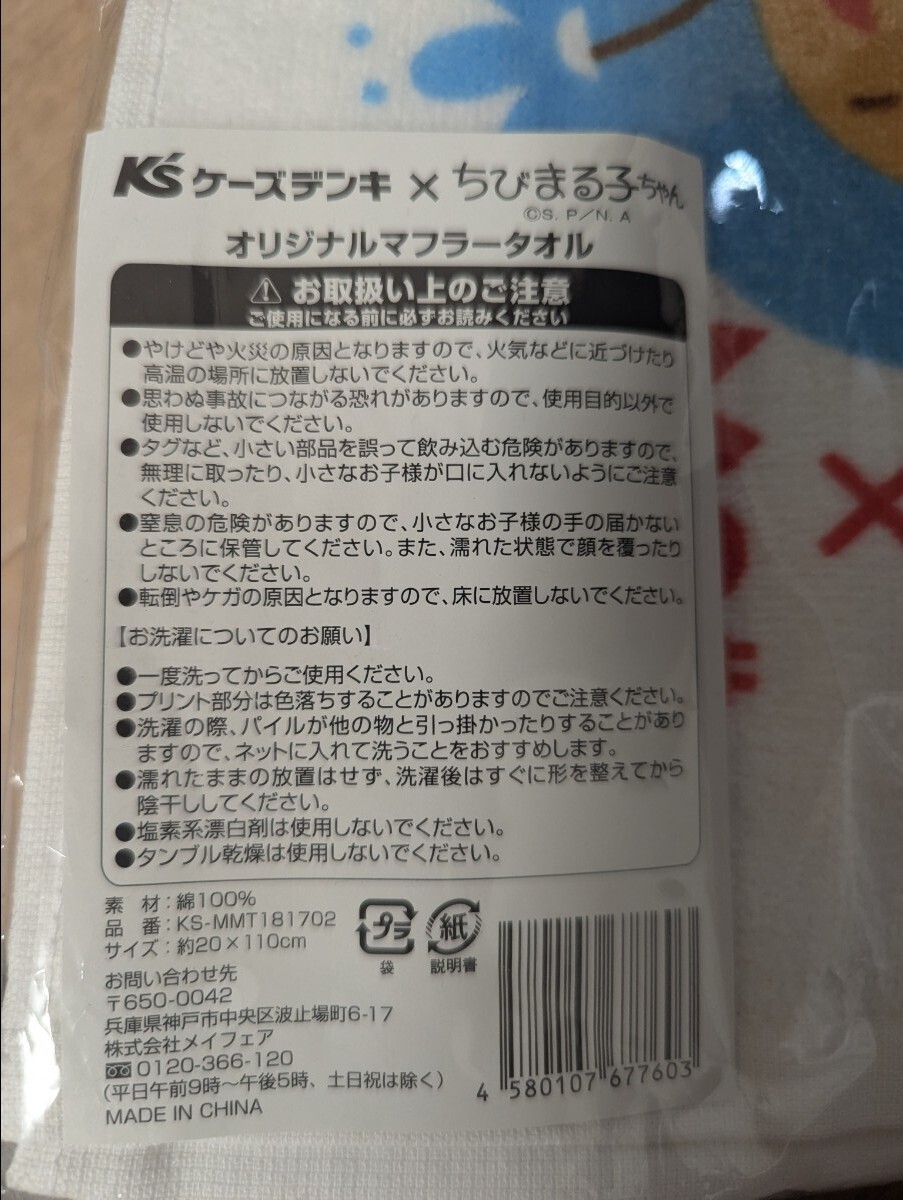 K'S ケーズデンキ × ちびまる子ちゃん
©S.P/N.A
オリジナルマフラータオル
お取扱い上のご注意
ご使用になる前に必ずお読みください
●やけどや火災の原因となりますので、火気などに近づけたり
高温の場所に放置しないでください。
●思わぬ事故につながる恐れがありますので、使用目的以外で
使用しないでください。
●タグなど、小さい部品を誤って飲み込む危険がありますので、
無理に取ったり、小さなお子様が口に入れないようにご注意
ください。
●窒息の危険がありますので、小さなお子様の手の届かない
ところに保管してください。また、濡れた状態で顔を覆ったり
しないでください。
●転倒やケガの原因となりますので、床に放置しないでください。
【お洗濯についてのお願い】
●一度洗ってからご使用ください。
●プリント部分は色落ちすることがありますのでご注意ください。
●洗濯の際、パイルが他の物と引っ掛かったりすることがあり
ますので、ネットに入れて洗うことをおすすめします。
●濡れたままの放置はせず、洗濯後はすぐに形を整えてから
陰干ししてください。
●塩素系漂白剤は使用しないでください。
●タンブル乾燥は使用しないでください。
素 材:綿100%
品 番:KS-MMT181702
サイズ:約20×110cm
プラ
袋
紙
説明書
お問い合わせ先
〒650-0042
兵庫県神戸市中央区波止場町6-17
株式会社メイフェア
0120-366-120
(平日午前9時〜午後5時、土日祝は除く)
MADE IN CHINA
4 580107 677603